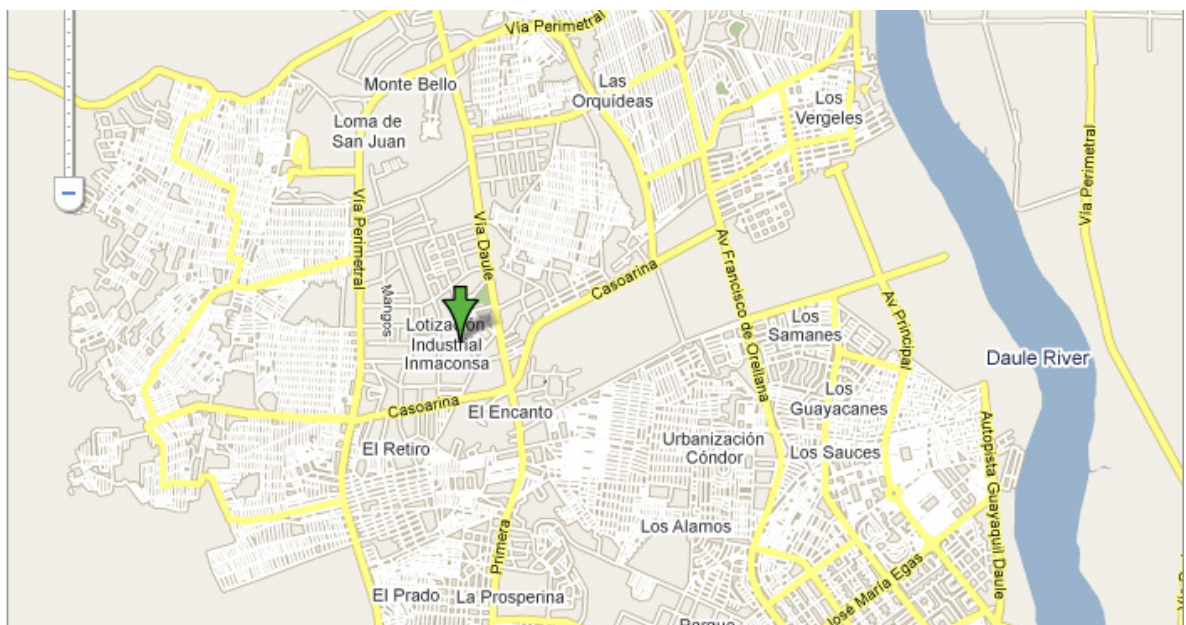 Vía Perimetral
Monte Bello
Las
Orquídeas
Los
Vergeles
Loma de
San Juan
Vía Perimetral
Vía Perimetral
Vía Daule
Av Francisco de Orellana
Casoarina
Mangos
Lotización
Industrial
Inmaconsa
Av Principal
Los
Samanes
Daule River
Los
Guayacanes
Casoarina
El Encanto
Autopista Guayaquil Daule
El Retiro
Urbanización
Cóndor
Los Sauces
Los Alamos
Primera
José María Egas
El Prado
La Prosperina
Parque